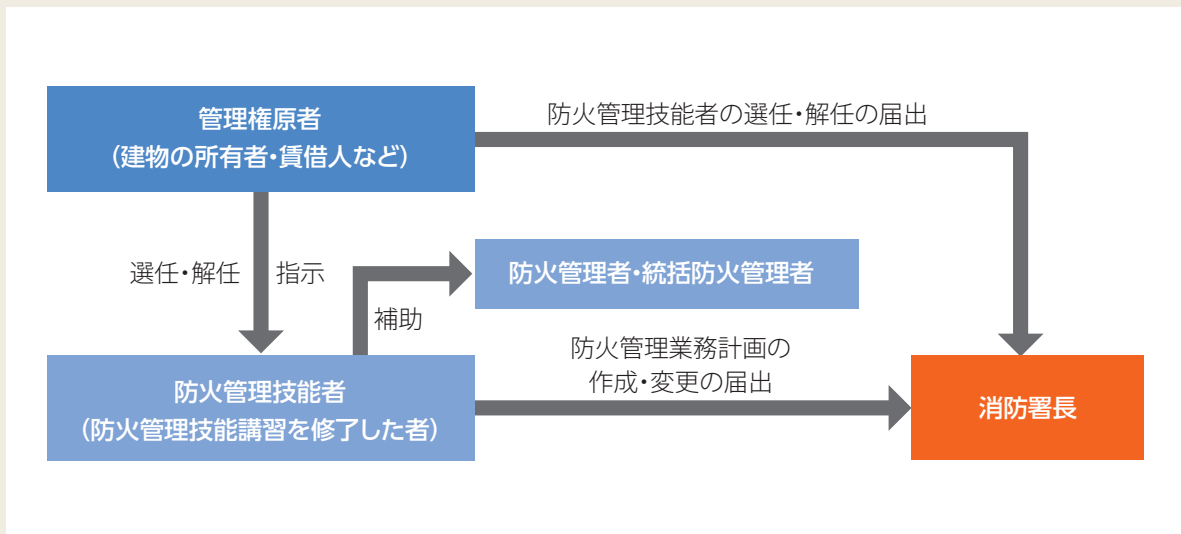 管理権原者
（建物の所有者・賃借人など）
防火管理技能者の選任・解任の届出
選任・解任
指示
防火管理者・統括防火管理者
補助
防火管理業務計画の
作成・変更の届出
防火管理技能者
（防火管理技能講習を修了した者）
消防署長